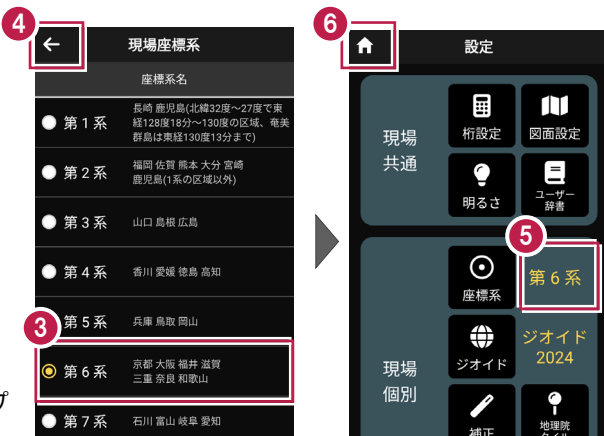 4
現場座標系
座標系名
第1系
長崎 鹿児島(北緯32度~27度で東
経128度18分~130度の区域、奄美
群島は東経130度13分まで)
第2系
福岡 佐賀 熊本 大分 宮崎
鹿児島(1系の区域以外)
第3系
山口 島根 広島
第4系
香川 愛媛 徳島 高知
3
第5系
兵庫 鳥取 岡山
第6系
京都 大阪 福井 滋賀
三重 奈良 和歌山
プ
第7系
石川 富山 岐阜 愛知
6
設定
現場
共通
桁設定
図面設定
明るさ
ユーザー
辞書
5
現場
個別
座標系
第6系
ジオイド
ジオイド
2024
補正
地理院
タイル